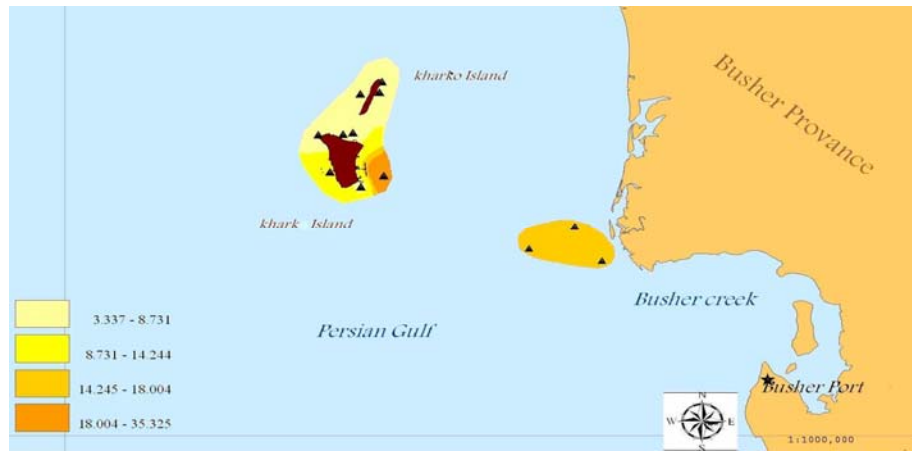 kharko Island
Busher Provance
khark Island
Busher creek
Persian Gulf
3.337 - 8.731
8.731 - 14.244
14.245 - 18.004
18.004 - 35.325
Busher Port
N
W E
S
1:1000,000